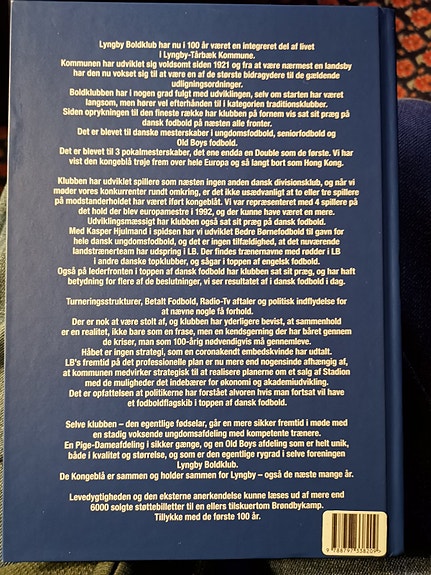 Lyngby Boldklub har nu i 100 år været en integreret del af livet
i Lyngby-Tårbæk Kommune.
Kommunen har udviklet sig voldsomt siden 1921 og fra at være nærmest en landsby
har den nu vokset sig til at være en af de største bidragydere til de gældende
udligningsordninger.
Boldklubben har i nogen grad fulgt med udviklingen, selv om starten har været
langsom, men hører vel efterhånden til i kategorien traditionsklubber.
Siden oprykningen til den fineste række har klubben på fornem vis sat sit præg på
dansk fodbold på næsten alle fronter.
Det er blevet til danske mesterskaber i ungdomsfodbold, seniorfodbold og
Old Boys fodbold.
Det er blevet til 3 pokalmesterskaber, det ene endda en Double som de første. Vi har
vist den kongeblå trøje frem over hele Europa og så langt bort som Hong Kong.
Klubben har udviklet spillere som næsten ingen anden dansk divisionsklub, og når vi
møder vores konkurrenter rundt omkring, er det ikke usædvanligt at to eller tre spillere
på modstanderholdet har været iført kongeblåt. Vi var repræsenteret med 4 spillere på
det hold der blev europamestre i 1992, og der kunne have været en mere.
Udviklingsmæssigt har klubben også sat sit præg på dansk fodbold.
Med Kasper Hjulmand i spidsen har vi udviklet Bedre Børnefodbold til gavn for
hele dansk ungdomsfodbold, og det er ingen tilfældighed, at det nuværende
landstrænerteam har udspring i LB. Der findes trænernavne med rødder i LB
i andre danske topklubber, og sågar i toppen af engelsk fodbold.
Også på lederfronten i toppen af dansk fodbold har klubben sat sit præg, og har haft
betydning for flere af de beslutninger, vi ser resultatet af i dansk fodbold i dag.
Turneringsstrukturer, Betalt Fodbold, Radio-Tv aftaler og politisk indflydelse for
at nævne nogle få forhold.
Der er nok at være stolt af, og klubben har yderligere bevist, at sammenhold
er en realitet, ikke bare som en frase, men en kendsgerning der har båret gennem
de kriser, man som 100-årig nødvendigvis må gennemleve.
Håbet er ingen strategi, som en coronakendt embedskvinde har udtalt.
LB's fremtid på det professionelle plan er nu mere end nogensinde afhængig af,
at kommunen medvirker strategisk til at realisere planerne om et salg af Stadion
med de muligheder det indebærer for økonomi og akademiudvikling.
Det er opfattelsen at politikerne har forstået alvoren hvis man fortsat vil have
et fodboldflagskib i toppen af dansk fodbold.
Selve klubben – den egentlige fødselar, går en mere sikker fremtid i møde med
en stadig voksende ungdomsafdeling med kompetente trænere.
En Pige-Dameafdeling i sikker gænge, og en Old Boys afdeling som er helt unik,
både i kvalitet og størrelse, og som er den egentlige rygrad i selve foreningen
Lyngby Boldklub.
De Kongeblå er sammen og holder sammen for Lyngby – også de næste mange år.
Levedygtigheden og den eksterne anerkendelse kunne læses ud af mere end
6000 solgte støttebilletter til en ellers tilskuertom Brøndbykamp.
Tillykke med de første 100 år.
9 788797 338209